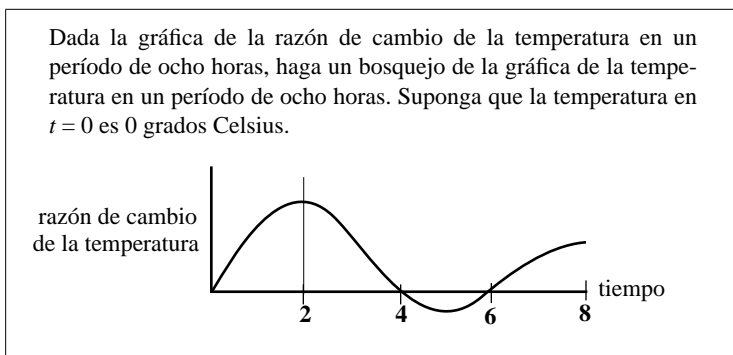 Dada la gráfica de la razón de cambio de la temperatura en un
período de ocho horas, haga un bosquejo de la gráfica de la tempe-
ratura en un período de ocho horas. Suponga que la temperatura en
t = 0 es 0 grados Celsius.
razón de cambio
de la temperatura
tiempo
2 4 6 8